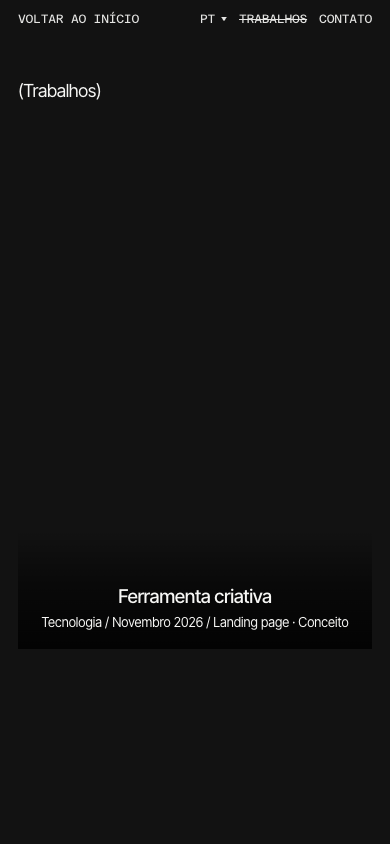 VOLTAR AO INÍCIO PT TRABALHOS CONTATO
(Trabalhos)
Ferramenta criativa
Tecnologia / Novembro 2026 / Landing page · Conceito